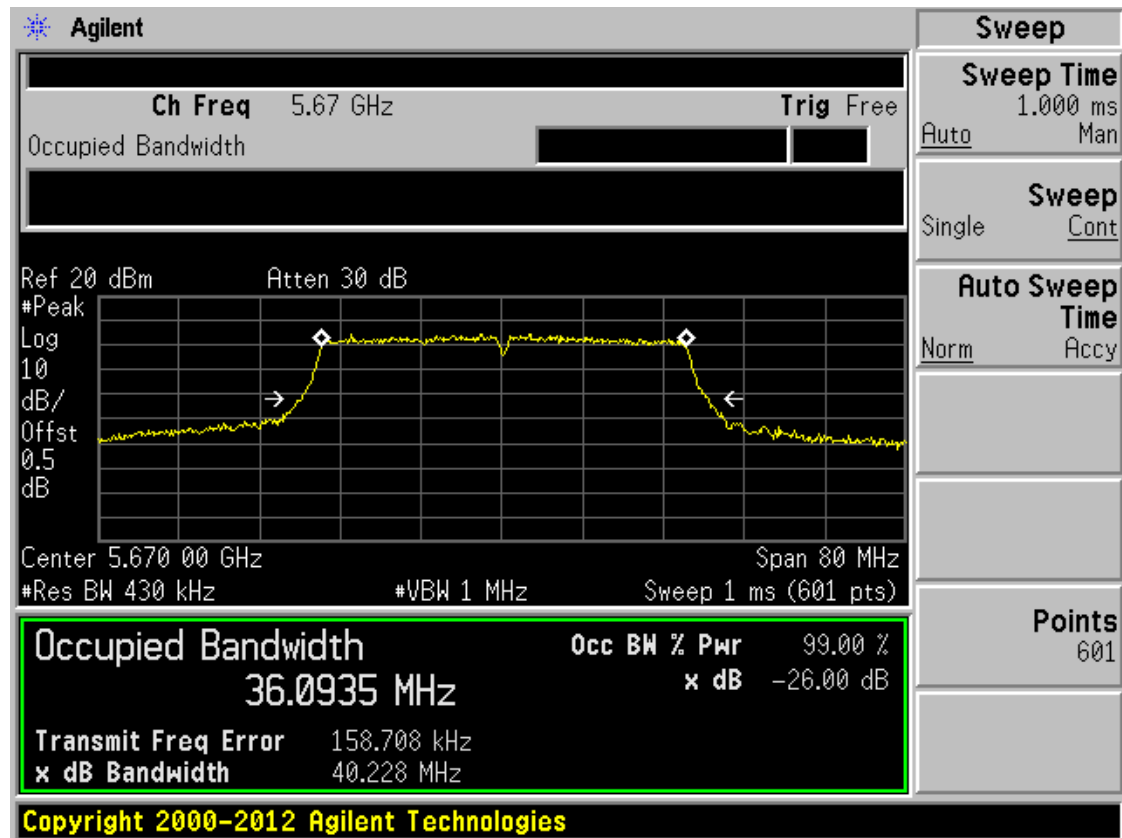 Agilent
Ch Freq 5.67 GHz Trig Free
Occupied Bandwidth
Ref 20 dBm Atten 30 dB
#Peak
Log
10
dB/
Offst
0.5
dB
Center 5.670 00 GHz Span 80 MHz
#Res BW 430 kHz #VBW 1 MHz Sweep 1 ms (601 pts)
Occupied Bandwidth Occ BW % Pwr 99.00 %
36.0935 MHz x dB -26.00 dB
Transmit Freq Error 158.708 kHz
x dB Bandwidth 40.228 MHz
Copyright 2000-2012 Agilent Technologies
Sweep
Sweep Time
1.000 ms
Auto Man
Sweep
Single Cont
Auto Sweep
Time
Norm Accy
Points
601